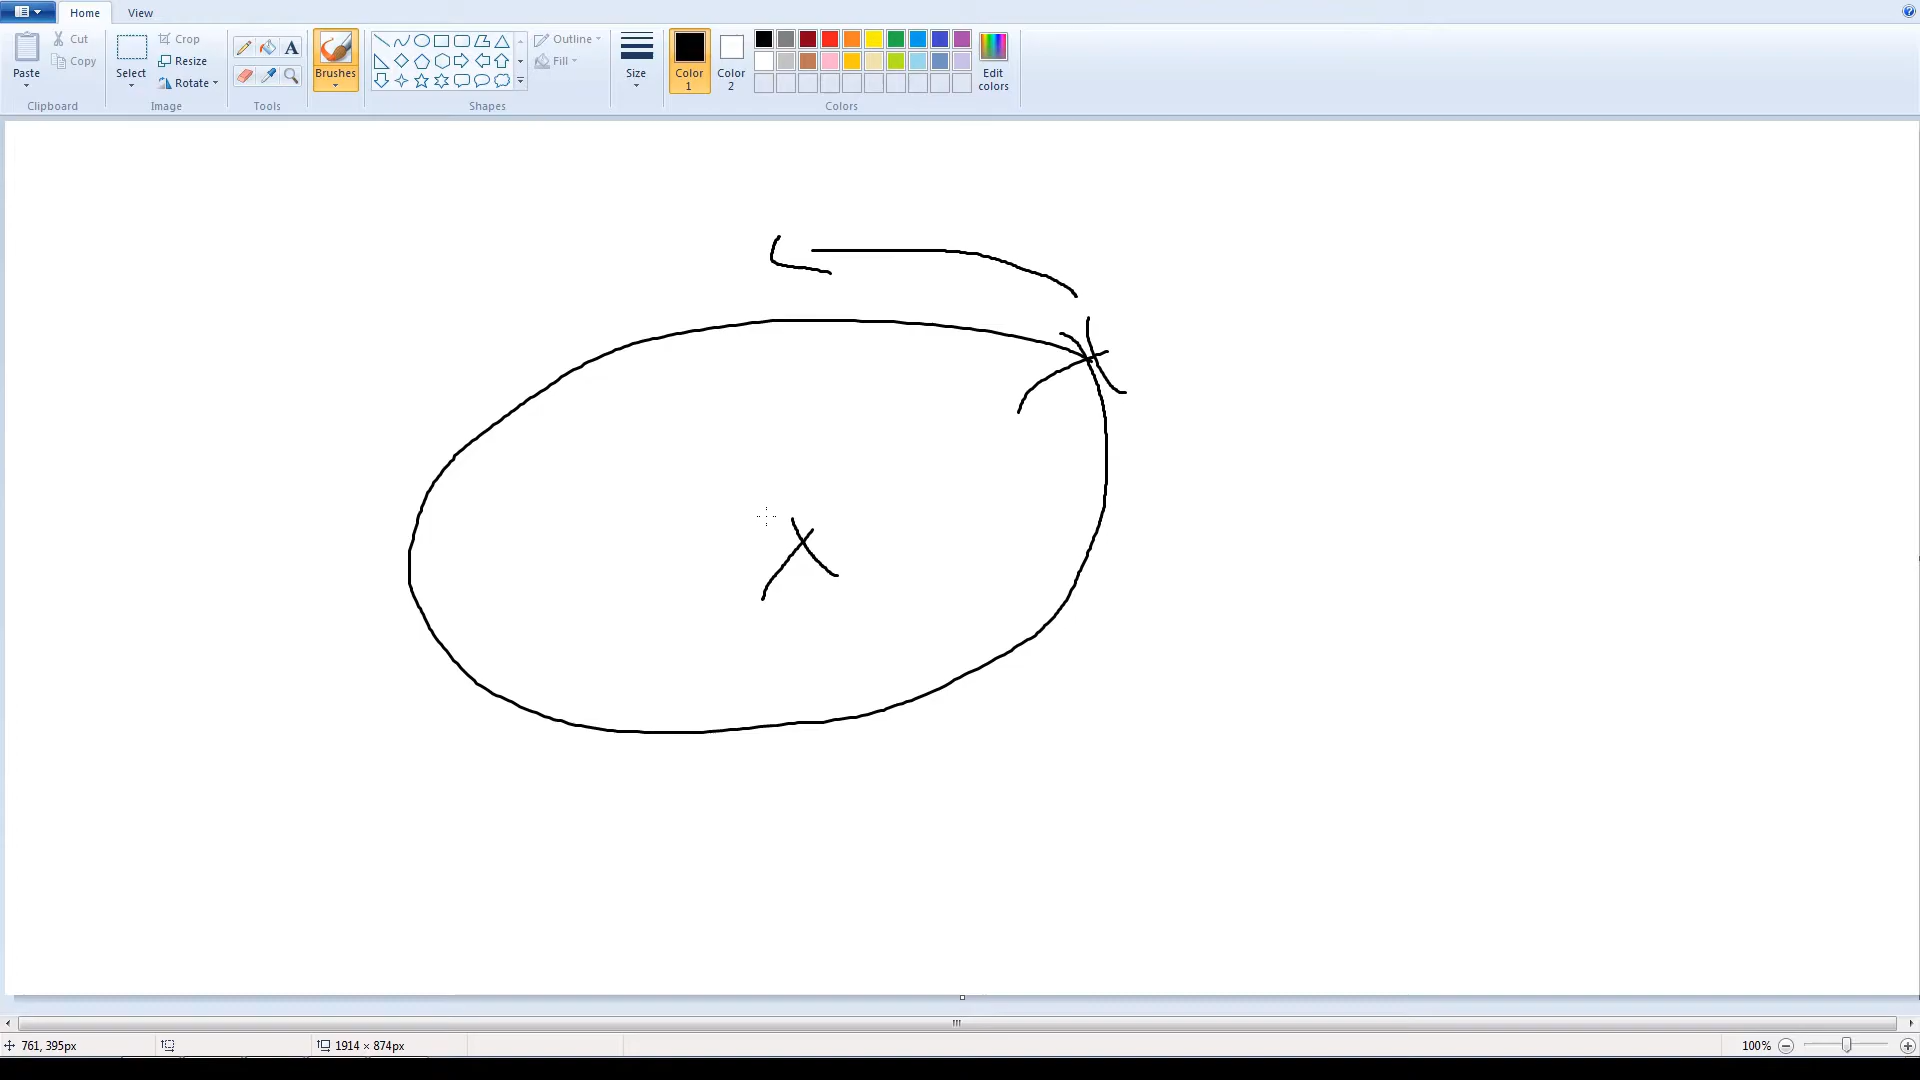 Home View
Paste Cut Copy Clipboard
Select Crop Resize Rotate Image
A Tools
Brushes
Outline Fill Shapes
Size
Color 1 Color 2 Edit colors Colors
X
761, 395px 1914 × 874px 100%